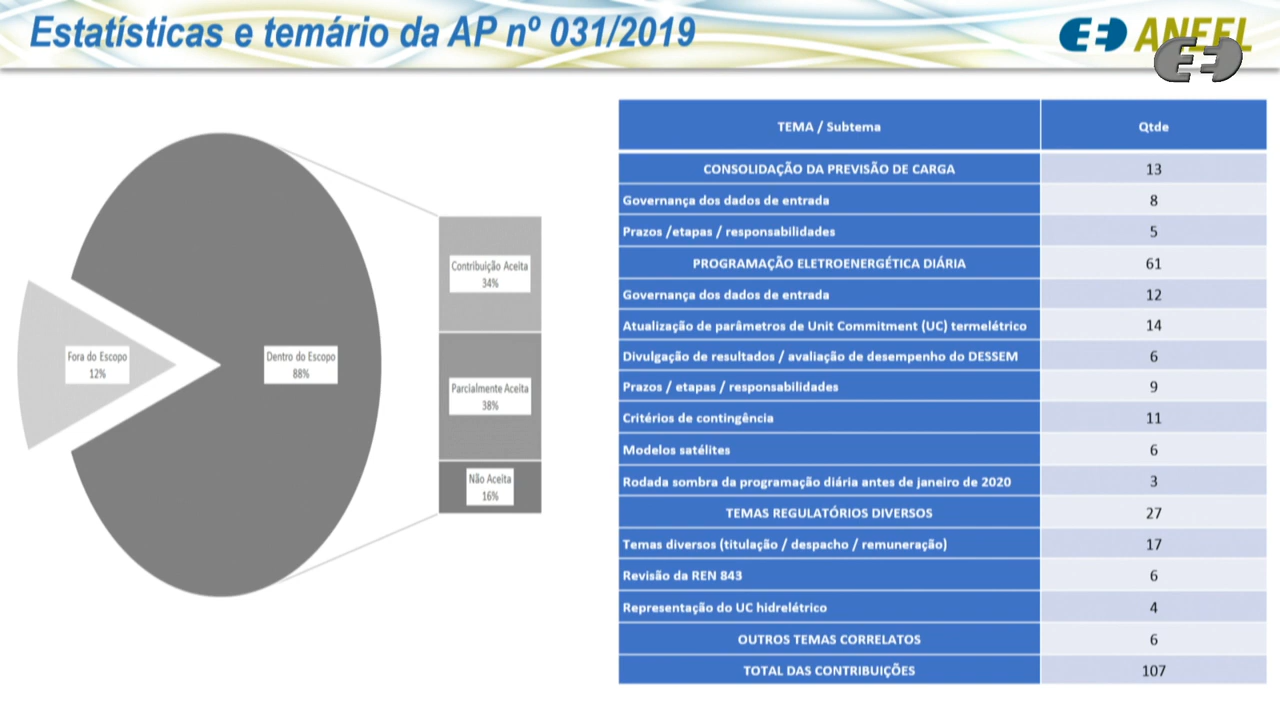 Estatísticas e temário da AP nº 031/2019
ANEEL
Fora do Escopo
12%
Dentro do Escopo
88%
Contribuição Aceita
34%
Parcialmente Aceita
38%
Não Aceita
16%
TEMA / Subtema Qtde
CONSOLIDAÇÃO DA PREVISÃO DE CARGA 13
Governança dos dados de entrada 8
Prazos /etapas / responsabilidades 5
PROGRAMAÇÃO ELETROENERGÉTICA DIÁRIA 61
Governança dos dados de entrada 12
Atualização de parâmetros de Unit Commitment (UC) termelétrico 14
Divulgação de resultados / avaliação de desempenho do DESSEM 6
Prazos / etapas / responsabilidades 9
Critérios de contingência 11
Modelos satélites 6
Rodada sombra da programação diária antes de janeiro de 2020 3
TEMAS REGULATÓRIOS DIVERSOS 27
Temas diversos (titulação / despacho / remuneração) 17
Revisão da REN 843 6
Representação do UC hidrelétrico 4
OUTROS TEMAS CORRELATOS 6
TOTAL DAS CONTRIBUIÇÕES 107